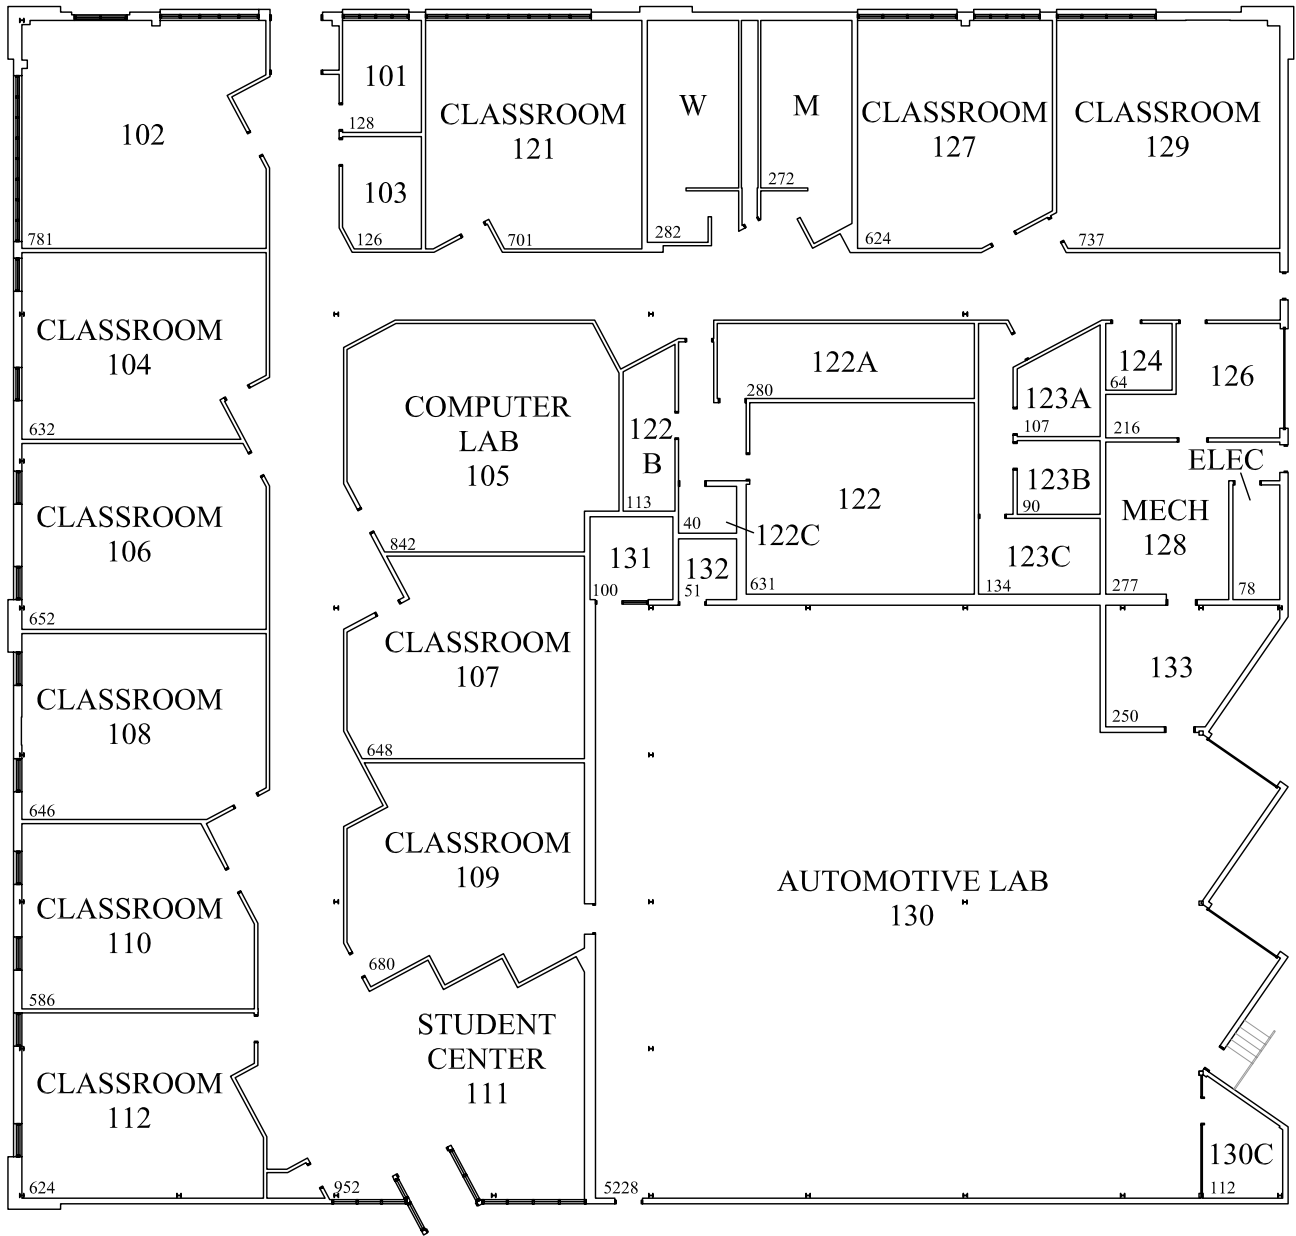 102
781
101
128
103
126
CLASSROOM
121
701
W
282
M
272
CLASSROOM
127
624
CLASSROOM
129
737
CLASSROOM
104
632
COMPUTER
LAB
105
842
122
B
113
122A
280
122
631
122C
40
123A
107
123B
90
123C
134
124
64
126
216
ELEC
78
MECH
128
277
CLASSROOM
106
652
131
100
132
51
CLASSROOM
107
648
133
250
CLASSROOM
108
646
CLASSROOM
109
680
AUTOMOTIVE LAB
130
5228
CLASSROOM
110
586
STUDENT
CENTER
111
952
CLASSROOM
112
624
130C
112